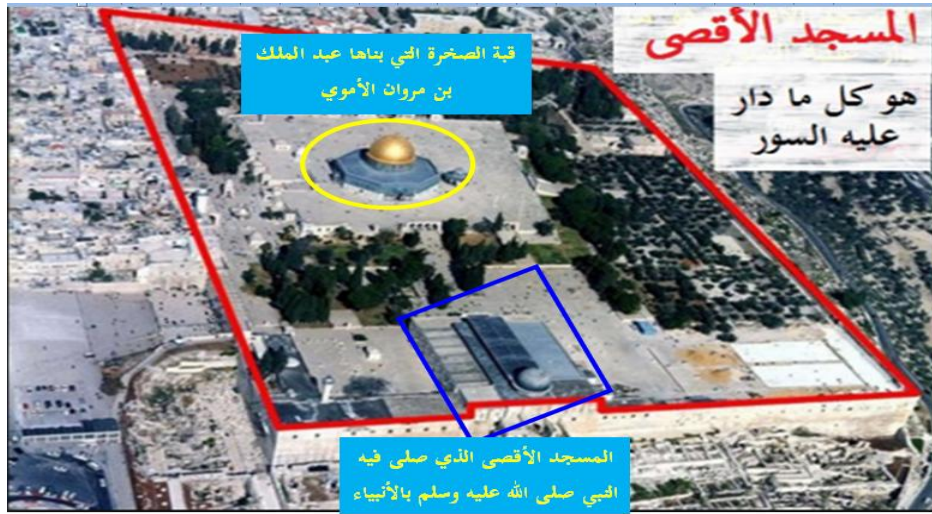 المسجد الأقصى
هو كل ما دار
عليه السور
قبة الصخرة التي بناها عبد الملك
بن مروان الأموي
المسجد الأقصى الذي صلى فيه
النبي صلى الله عليه وسلم بالأنبياء